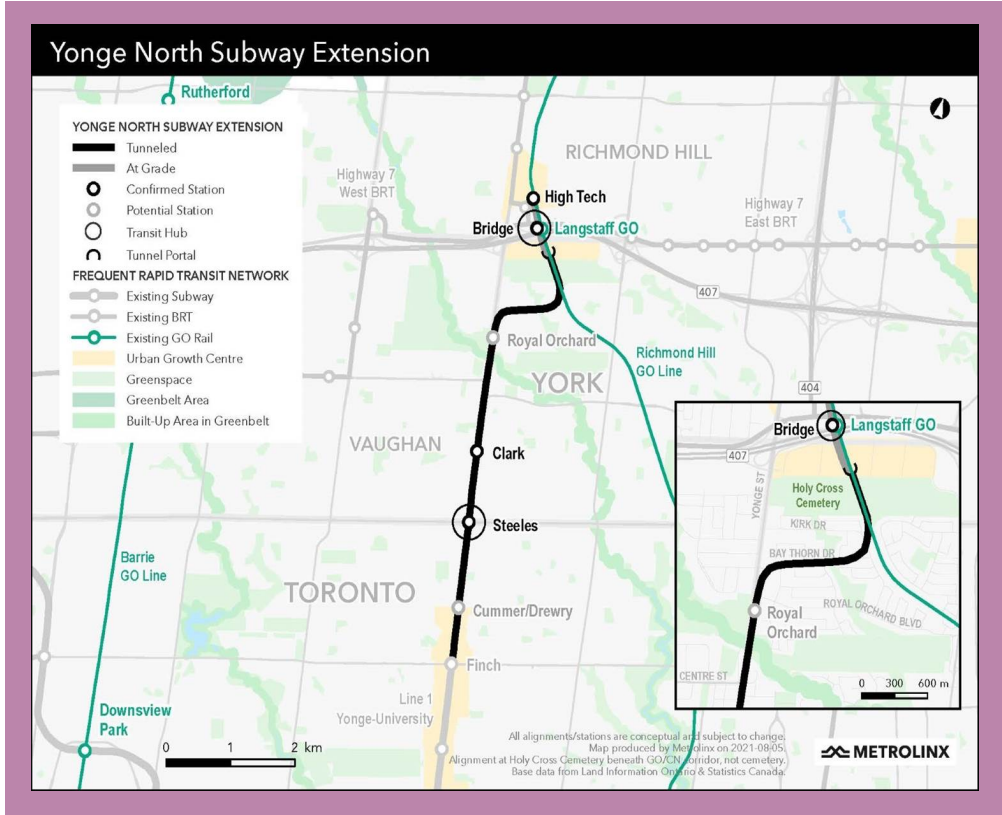 Yonge North Subway Extension
Rutherford
YONGE NORTH SUBWAY EXTENSION
Tunneled
At Grade
Confirmed Station
Potential Station
Transit Hub
Tunnel Portal
FREQUENT RAPID TRANSIT NETWORK
Existing Subway
Existing BRT
Existing GO Rail
Urban Growth Centre
Greenspace
Greenbelt Area
Built-Up Area in Greenbelt
Highway 7
West BRT
RICHMOND HILL
High Tech
Highway 7
East BRT
Bridge
Langstaff GO
407
Royal Orchard
Richmond Hill
GO Line
YORK
404
VAUGHAN
Clark
Steeles
Barrie
GO Line
TORONTO
Cummer/Drewry
Finch
Line 1
Yonge-University
Downsview
Park
0 1 2 km
Bridge
Langstaff GO
407
YONGE ST
Holy Cross
Cemetery
KIRK DR
BAY THORN DR
Royal
Orchard
ROYAL ORCHARD BLVD
CENTRE ST
0 300 600 m
All alignments/stations are conceptual and subject to change.
Map produced by Metrolinx on 2021-08-05.
Alignment at Holy Cross Cemetery beneath GO/CN corridor, not cemetery.
Base data from Land Information Ontario & Statistics Canada.
METROLINX